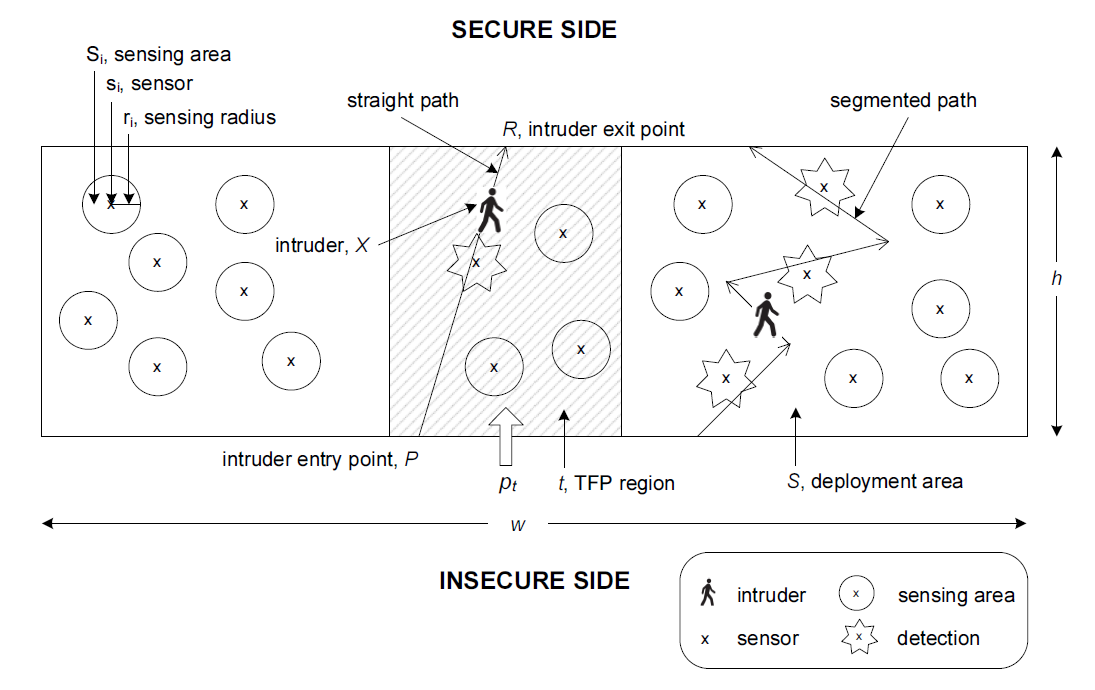 SECURE SIDE
Si, sensing area
si, sensor
ri, sensing radius
straight path
segmented path
R, intruder exit point
x
x
x
x
x
x
x
x
intruder, X
x
x
x
x
x
x
x
x
x
x
x
x
x
x
h
intruder entry point, P
pt
t, TFP region
S, deployment area
w
INSECURE SIDE
intruder
x
sensing area
x
sensor
x
detection